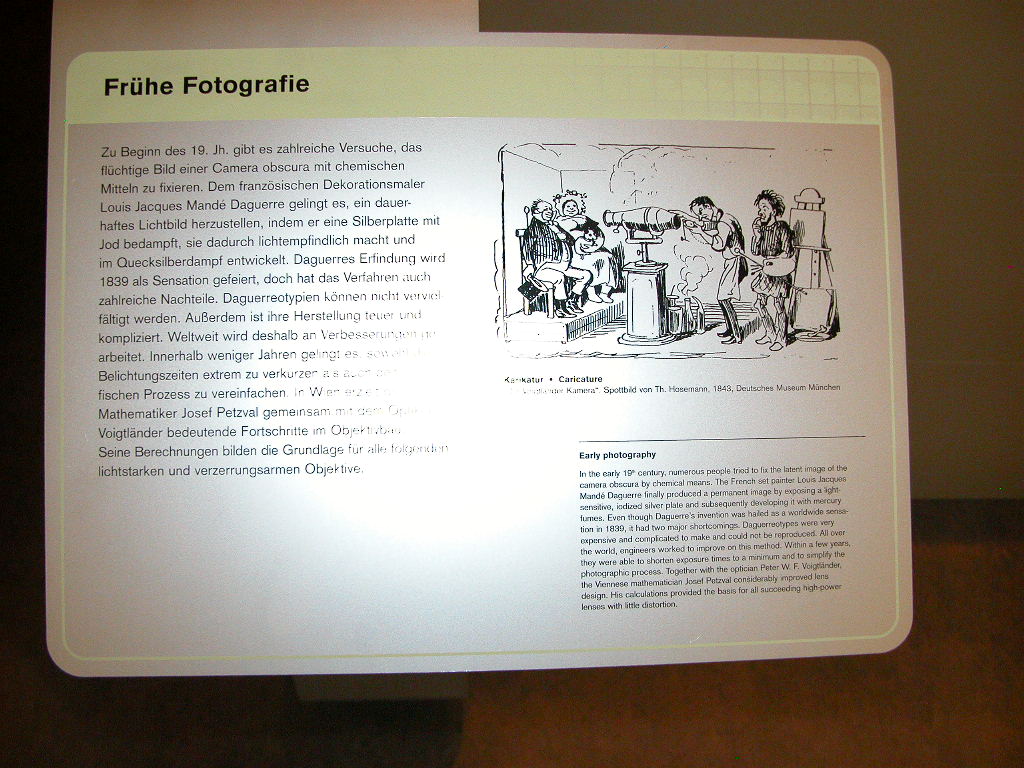 Frühe Fotografie
Zu Beginn des 19. Jh. gibt es zahlreiche Versuche, das
flüchtige Bild einer Camera obscura mit chemischen
Mitteln zu fixieren. Dem französischen Dekorationsmaler
Louis Jacques Mandé Daguerre gelingt es, ein dauer-
haftes Lichtbild herzustellen, indem er eine Silberplatte mit
Jod bedampft, sie dadurch lichtempfindlich macht und
im Quecksilberdampf entwickelt. Daguerres Erfindung wird
1839 als Sensation gefeiert, doch hat das Verfahren auch
zahlreiche Nachteile. Daguerreotypien können nicht verviel-
fältigt werden. Außerdem ist ihre Herstellung teuer und
kompliziert. Weltweit wird deshalb an Verbesserungen
arbeitet. Innerhalb weniger Jahren gelingt es,
Belichtungszeiten extrem zu verkürzen als auch den
fischen Prozess zu vereinfachen. In Wien
Mathematiker Josef Petzval gemeinsam mit dem
Voigtländer bedeutende Fortschritte im
Seine Berechnungen bilden die Grundlage für alle folgenden
lichtstarken und verzerrungsarmen Objektive.
Karikatur • Caricature
Kamera“. Spottbild von Th. Hosemann, 1843, Deutsches Museum München
Early photography
In the early 19th century, numerous people tried to fix the latent image of the
camera obscura by chemical means. The French set painter Louis Jacques
Mandé Daguerre finally produced a permanent image by exposing a light-
sensitive, iodized silver plate and subsequently developing it with mercury
fumes. Even though Daguerre's invention was hailed as a worldwide sensa-
tion in 1839, it had two major shortcomings. Daguerreotypes were very
expensive and complicated to make and could not be reproduced. All over
the world, engineers worked to improve on this method. Within a few years,
they were able to shorten exposure times to a minimum and to simplify the
photographic process. Together with the optician Peter W. F. Voigtländer,
the Viennese mathematician Josef Petzval considerably improved lens
design. His calculations provided the basis for all succeeding high-power
lenses with little distortion.